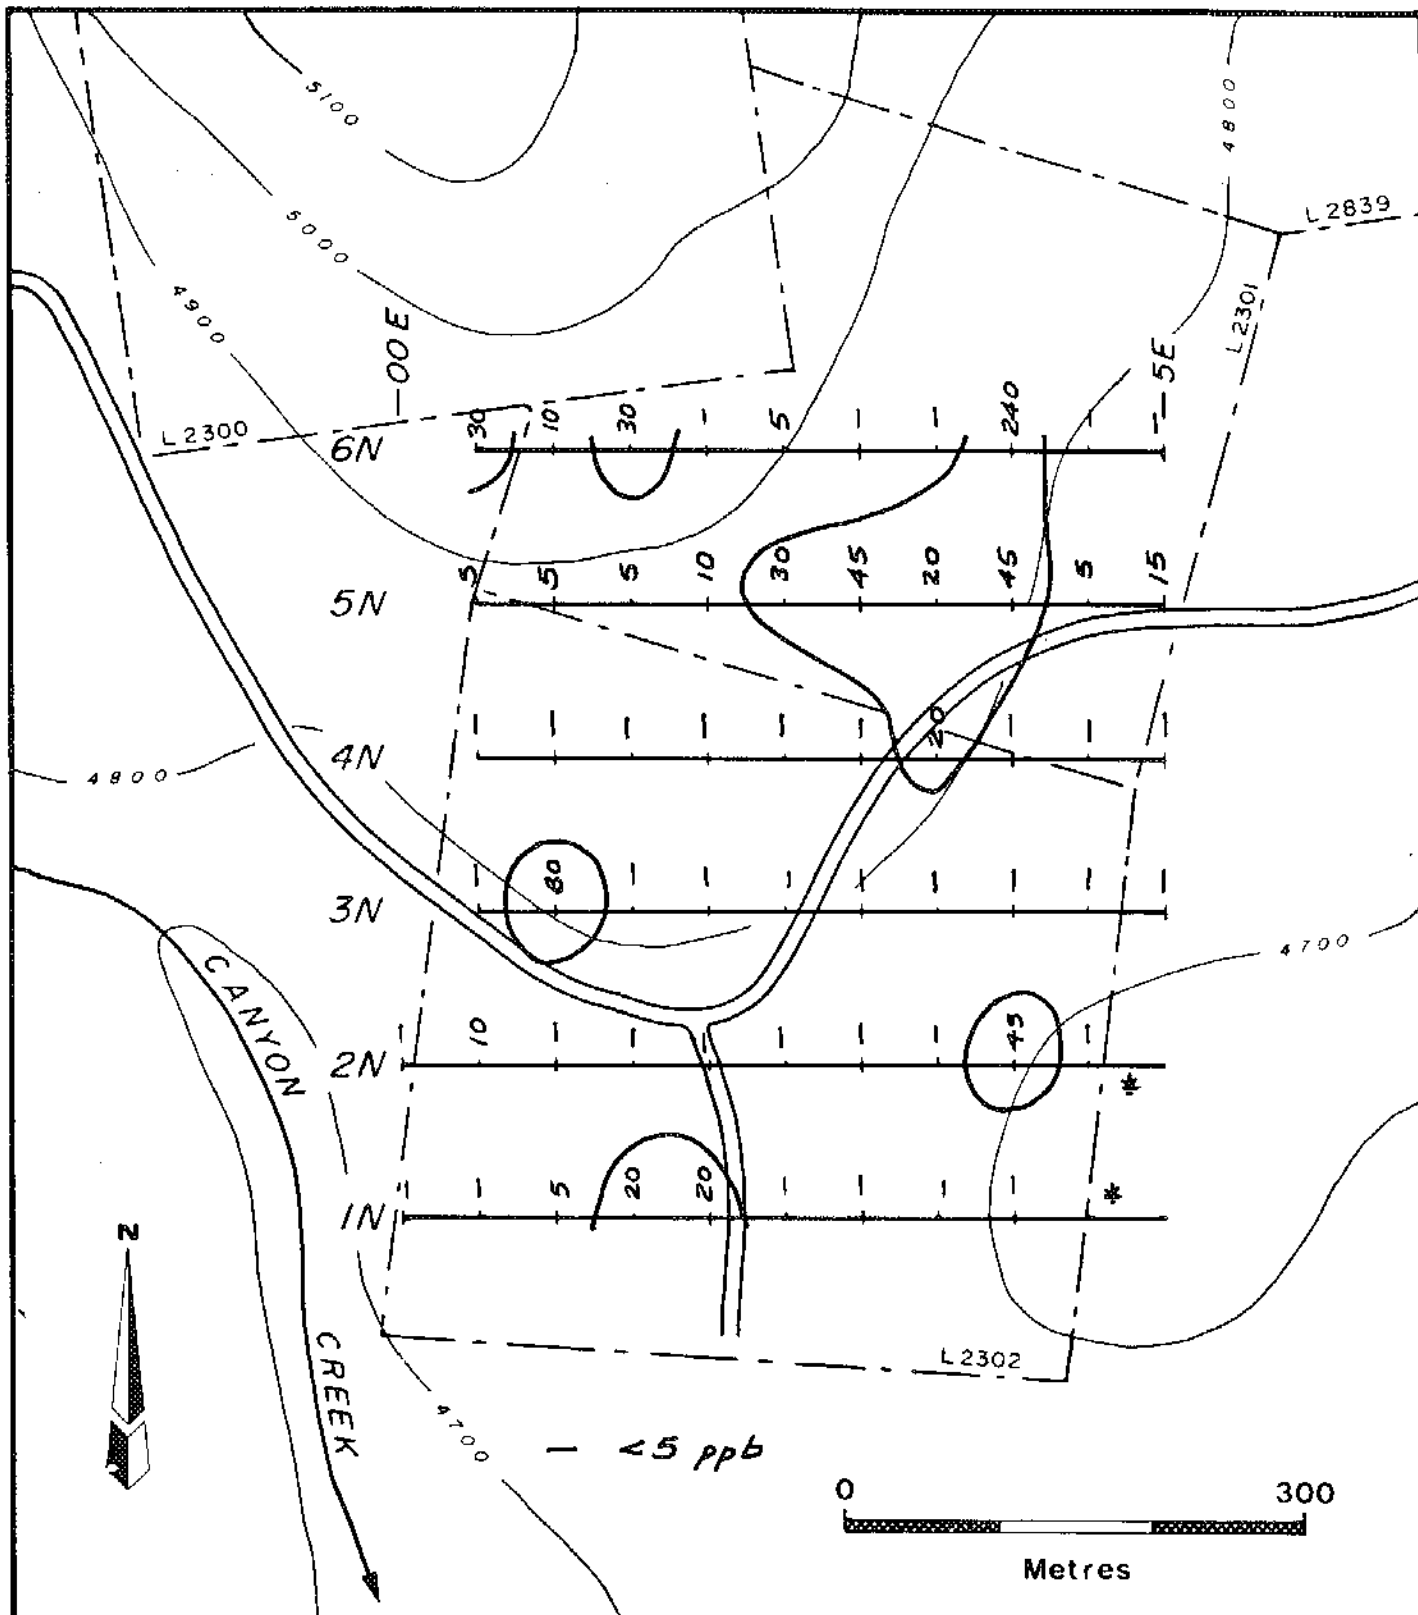 5100
4800
5000
L 2839
4900
L 2301
-00E
-5E
L 2300
6N 30 - 10 30 - 5 - - 240 - -
5N 5 5 5 10 30 45 20 45 5 15
4N - - - - - - 20 - - -
4800
3N - 80 - - - - - - - -
4700
CANYON
2N - 10 - - - - - - 45 *
1N - - 5 20 20 - - - - *
N
CREEK
L 2302
4700
- <5 ppb
0 300
Metres